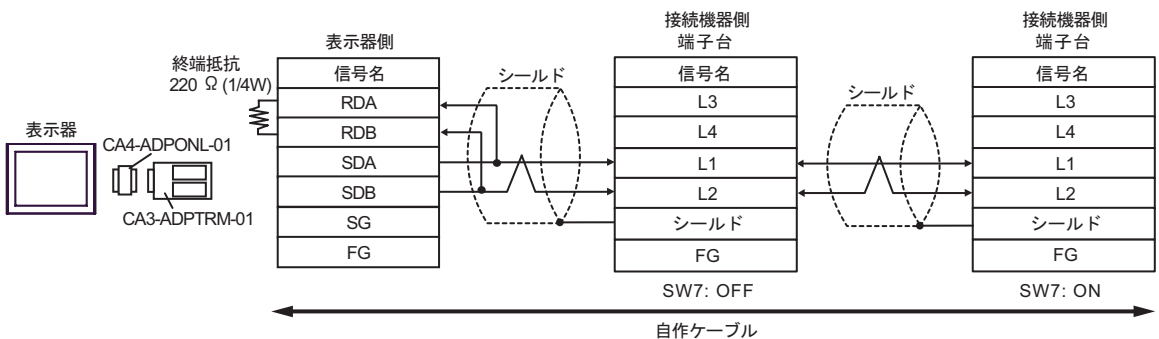 表示器
CA4-ADPONL-01
CA3-ADPTRM-01
終端抵抗
220 Ω (1/4W)
表示器側
信号名
RDA
RDB
SDA
SDB
SG
FG
シールド
接続機器側
端子台
信号名
L3
L4
L1
L2
シールド
FG
SW7: OFF
シールド
接続機器側
端子台
信号名
L3
L4
L1
L2
シールド
FG
SW7: ON
自作ケーブル